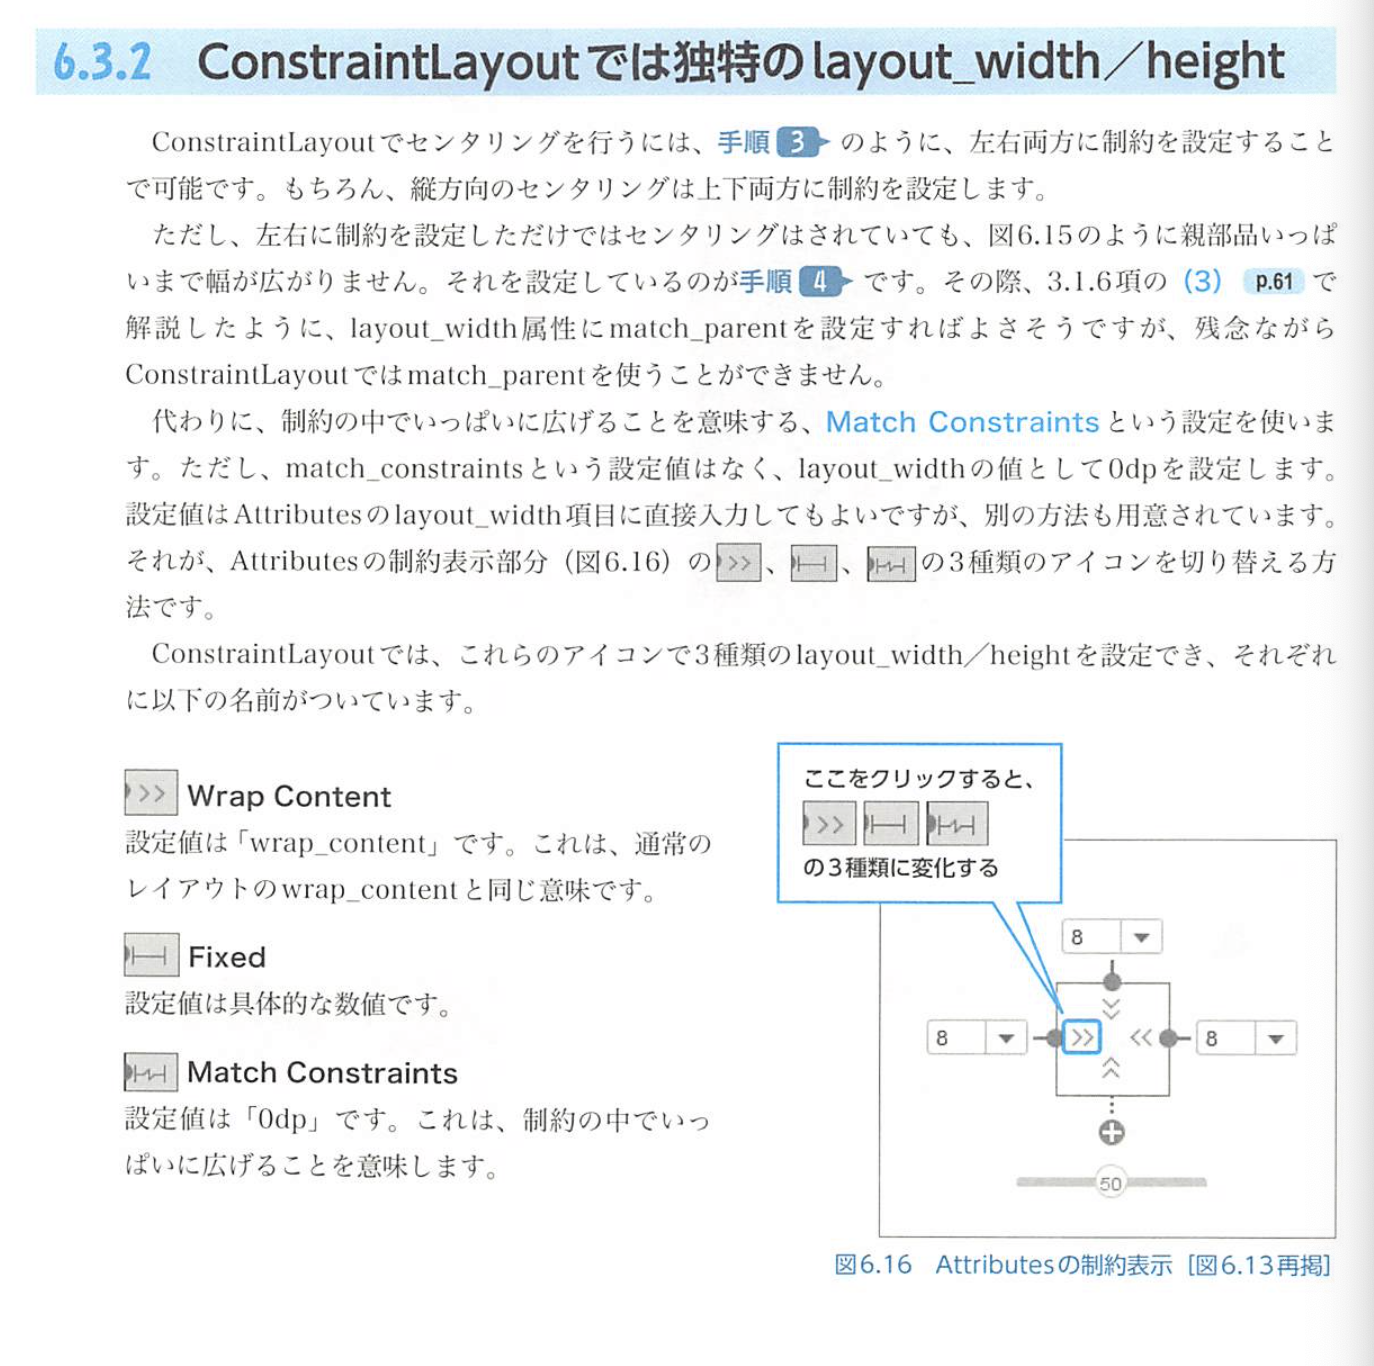 6.3.2 ConstraintLayoutでは独特のlayout_width／height
ConstraintLayoutでセンタリングを行うには、手順 3 のように、左右両方に制約を設定すること
で可能です。もちろん、縦方向のセンタリングは上下両方に制約を設定します。
ただし、左右に制約を設定しただけではセンタリングはされていても、図6.15のように親部品いっぱ
いまで幅が広がりません。それを設定しているのが手順 4 です。その際、3.1.6項の（3） p.61 で
解説したように、layout_width属性にmatch_parentを設定すればよさそうですが、残念ながら
ConstraintLayoutではmatch_parentを使うことができません。
代わりに、制約の中でいっぱいに広げることを意味する、Match Constraintsという設定を使いま
す。ただし、match_constraintsという設定値はなく、layout_widthの値として0dpを設定します。
設定値はAttributesのlayout_width項目に直接入力してもよいですが、別の方法も用意されています。
それが、Attributesの制約表示部分（図6.16）の、、の3種類のアイコンを切り替える方
法です。
ConstraintLayoutでは、これらのアイコンで3種類のlayout_width／heightを設定でき、それぞれ
に以下の名前がついています。
Wrap Content
設定値は「wrap_content」です。これは、通常の
レイアウトのwrap_contentと同じ意味です。
Fixed
設定値は具体的な数値です。
Match Constraints
設定値は「0dp」です。これは、制約の中でいっ
ぱいに広げることを意味します。
ここをクリックすると、
の3種類に変化する
8
8
8
50
図6.16 Attributesの制約表示［図6.13再掲］